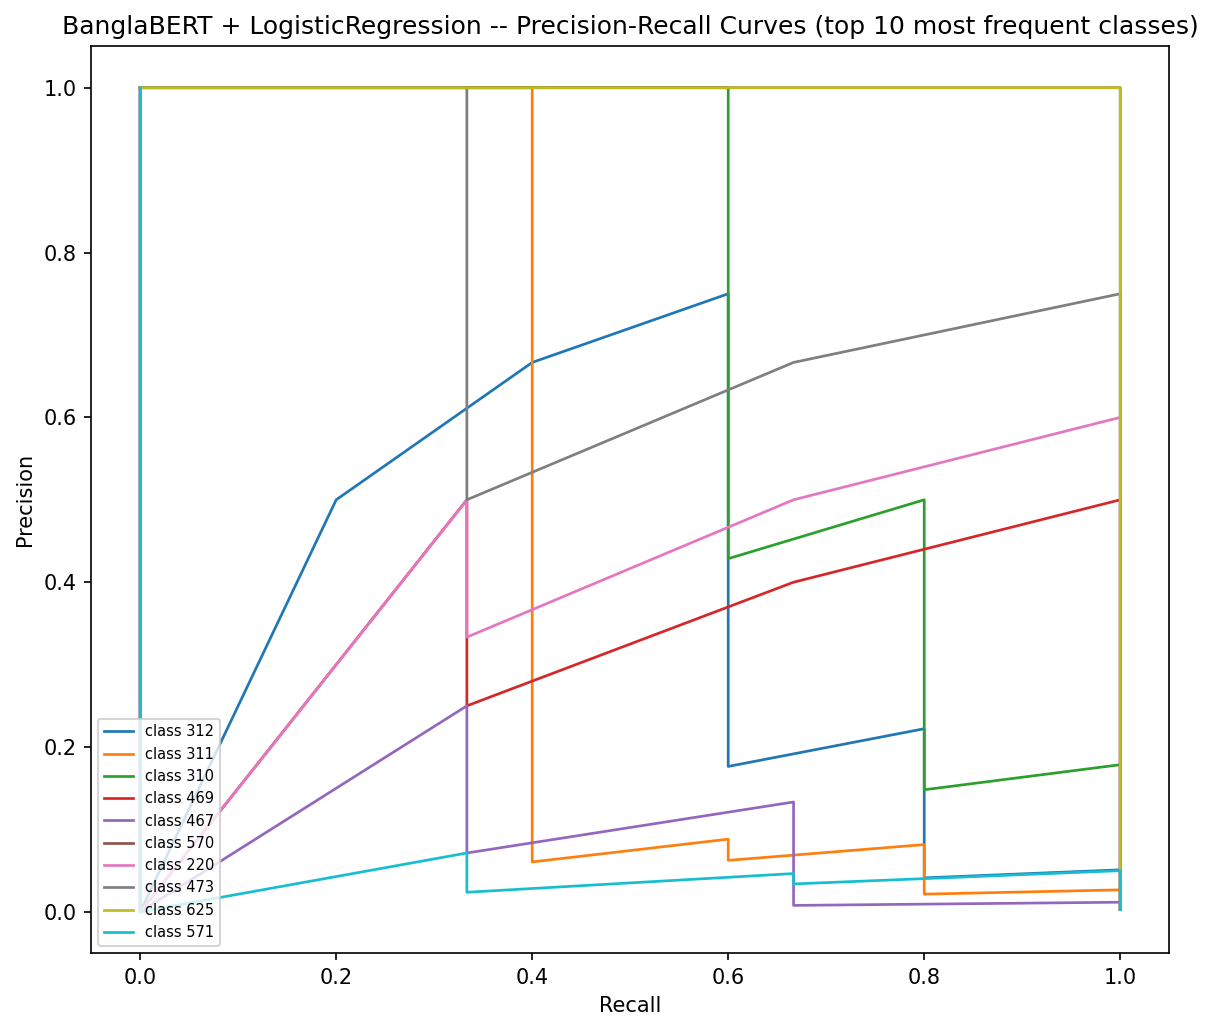 BanglaBERT + LogisticRegression -- Precision-Recall Curves (top 10 most frequent classes)
1.0
0.8
0.6
0.4
0.2
0.0
Precision
class 312
class 311
class 310
class 469
class 467
class 570
class 220
class 473
class 625
class 571
0.0 0.2 0.4 0.6 0.8 1.0
Recall